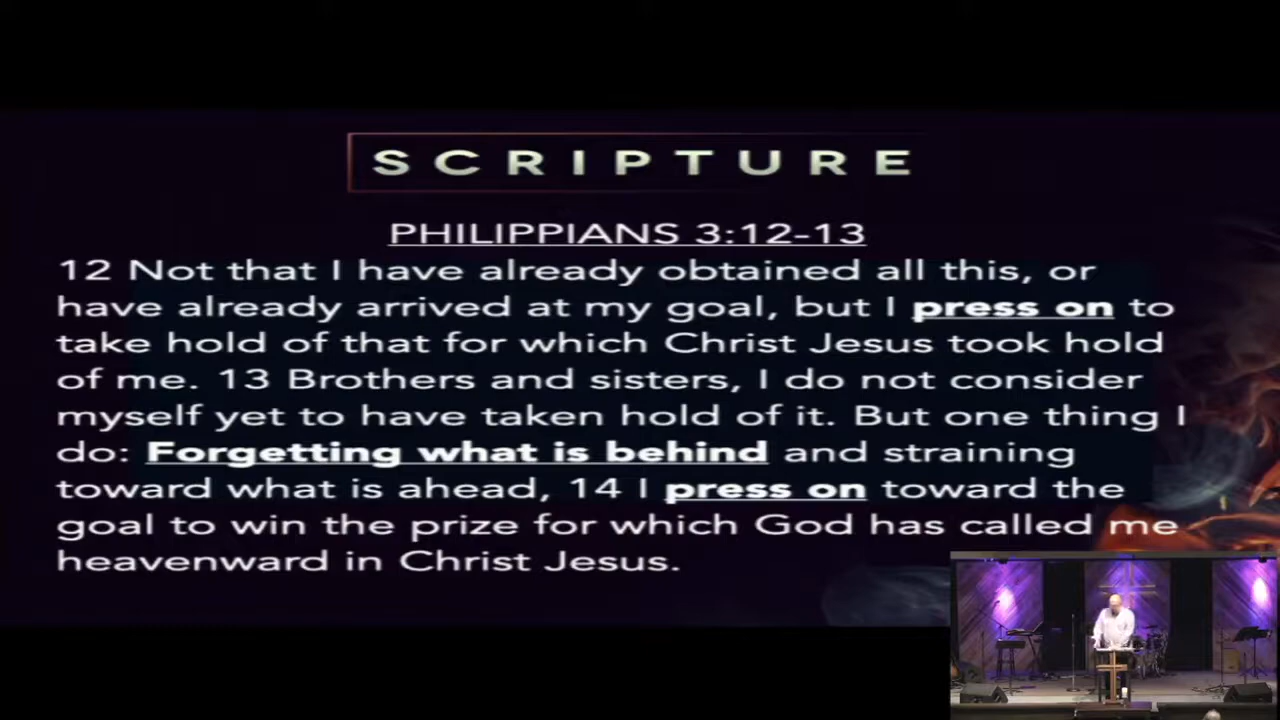 SCRIPTURE
PHILIPPIANS 3:12-13
12 Not that I have already obtained all this, or
have already arrived at my goal, but I press on to
take hold of that for which Christ Jesus took hold
of me. 13 Brothers and sisters, I do not consider
myself yet to have taken hold of it. But one thing I
do: Forgetting what is behind and straining
toward what is ahead, 14 I press on toward the
goal to win the prize for which God has called me
heavenward in Christ Jesus.